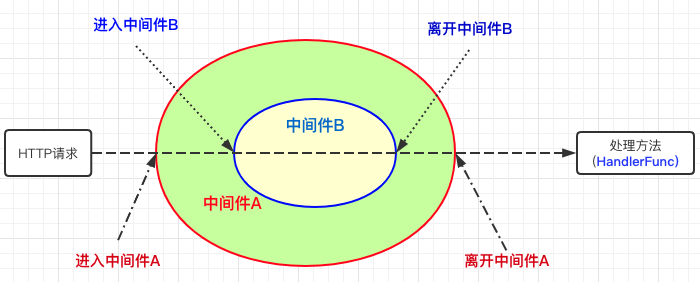 进入中间件B
离开中间件B
中间件B
HTTP请求
处理方法
(HandlerFunc)
中间件A
进入中间件A
离开中间件A